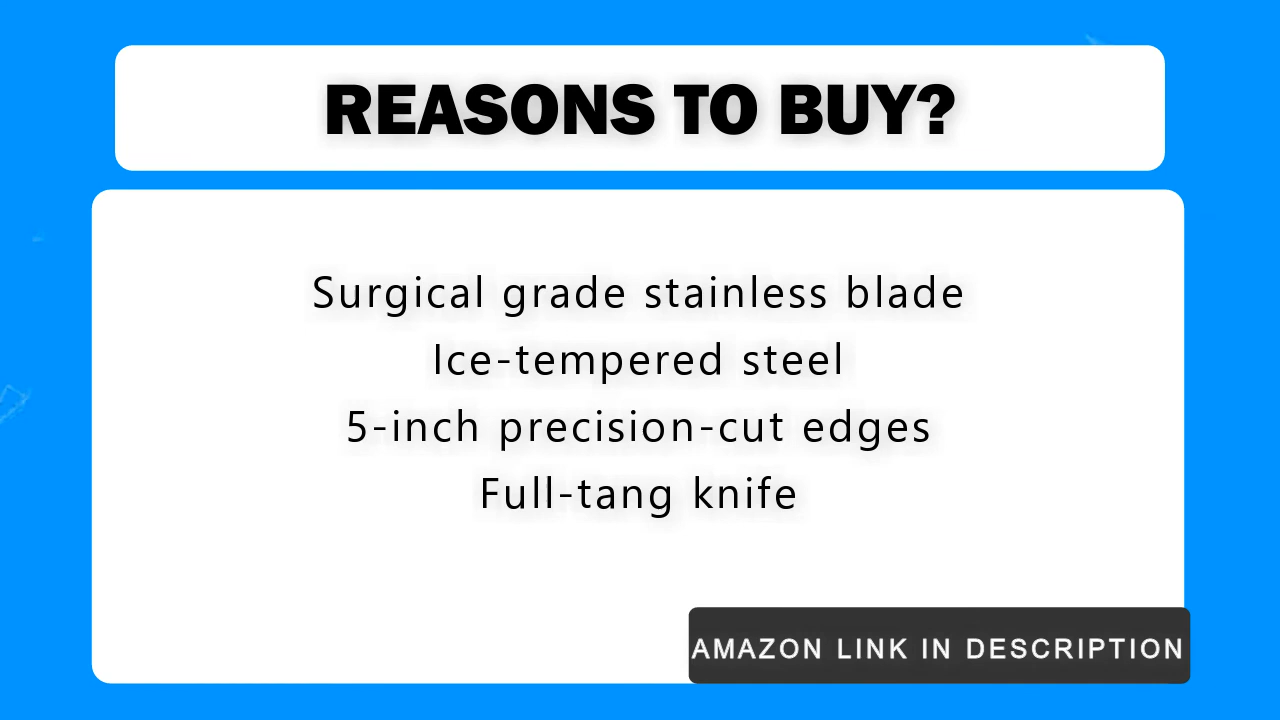 REASONS TO BUY?
Surgical grade stainless blade
Ice-tempered steel
5-inch precision-cut edges
Full-tang knife
AMAZON LINK IN DESCRIPTION